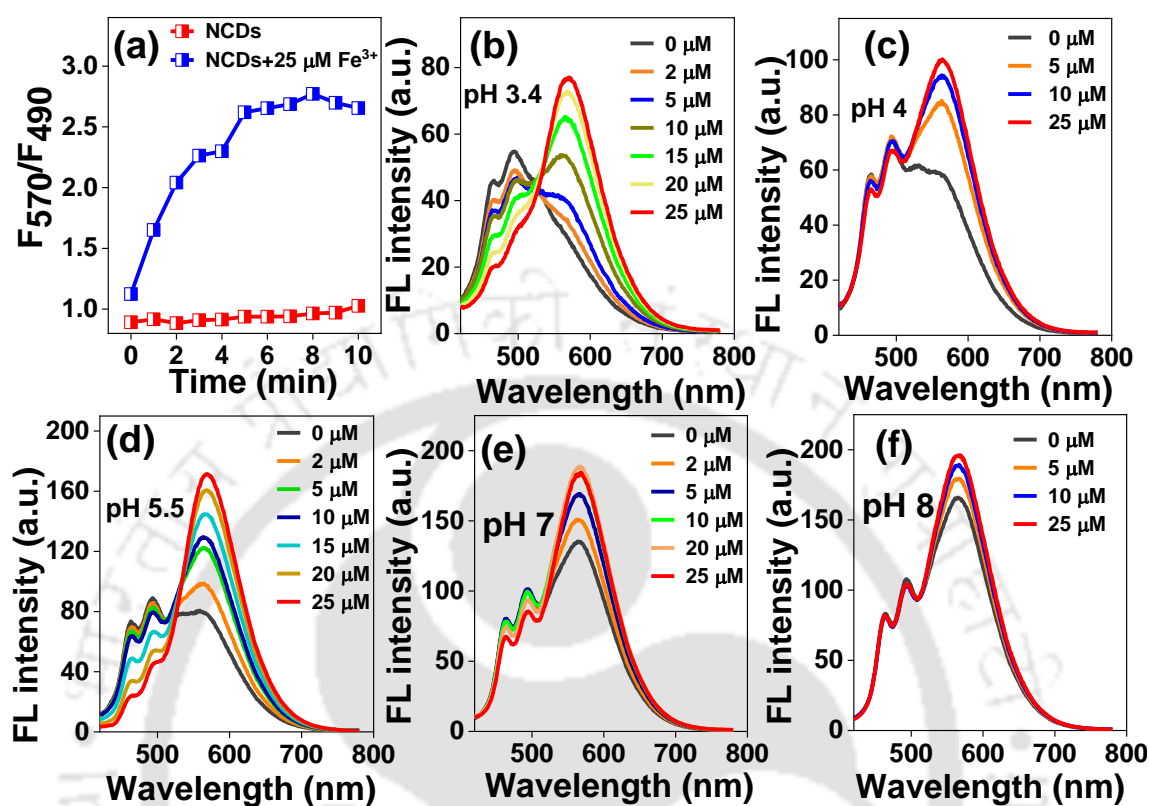 (a)
NCDs
NCDs+25 μM Fe³⁺
F570/F490
3.0
2.5
2.0
1.5
1.0
0 2 4 6 8 10
Time (min)
(b)
pH 3.4
0 μM
2 μM
5 μM
10 μM
15 μM
20 μM
25 μM
FL intensity (a.u.)
80
60
40
20
0
500 600 700 800
Wavelength (nm)
(c)
pH 4
0 μM
5 μM
10 μM
25 μM
FL intensity (a.u.)
100
80
60
40
20
0
500 600 700 800
Wavelength (nm)
(d)
pH 5.5
0 μM
2 μM
5 μM
10 μM
15 μM
20 μM
25 μM
FL intensity (a.u.)
200
160
120
80
40
0
500 600 700 800
Wavelength (nm)
(e)
pH 7
0 μM
2 μM
5 μM
10 μM
20 μM
25 μM
FL intensity (a.u.)
200
150
100
50
0
500 600 700 800
Wavelength (nm)
(f)
pH 8
0 μM
5 μM
10 μM
25 μM
FL intensity (a.u.)
200
150
100
50
0
500 600 700 800
Wavelength (nm)